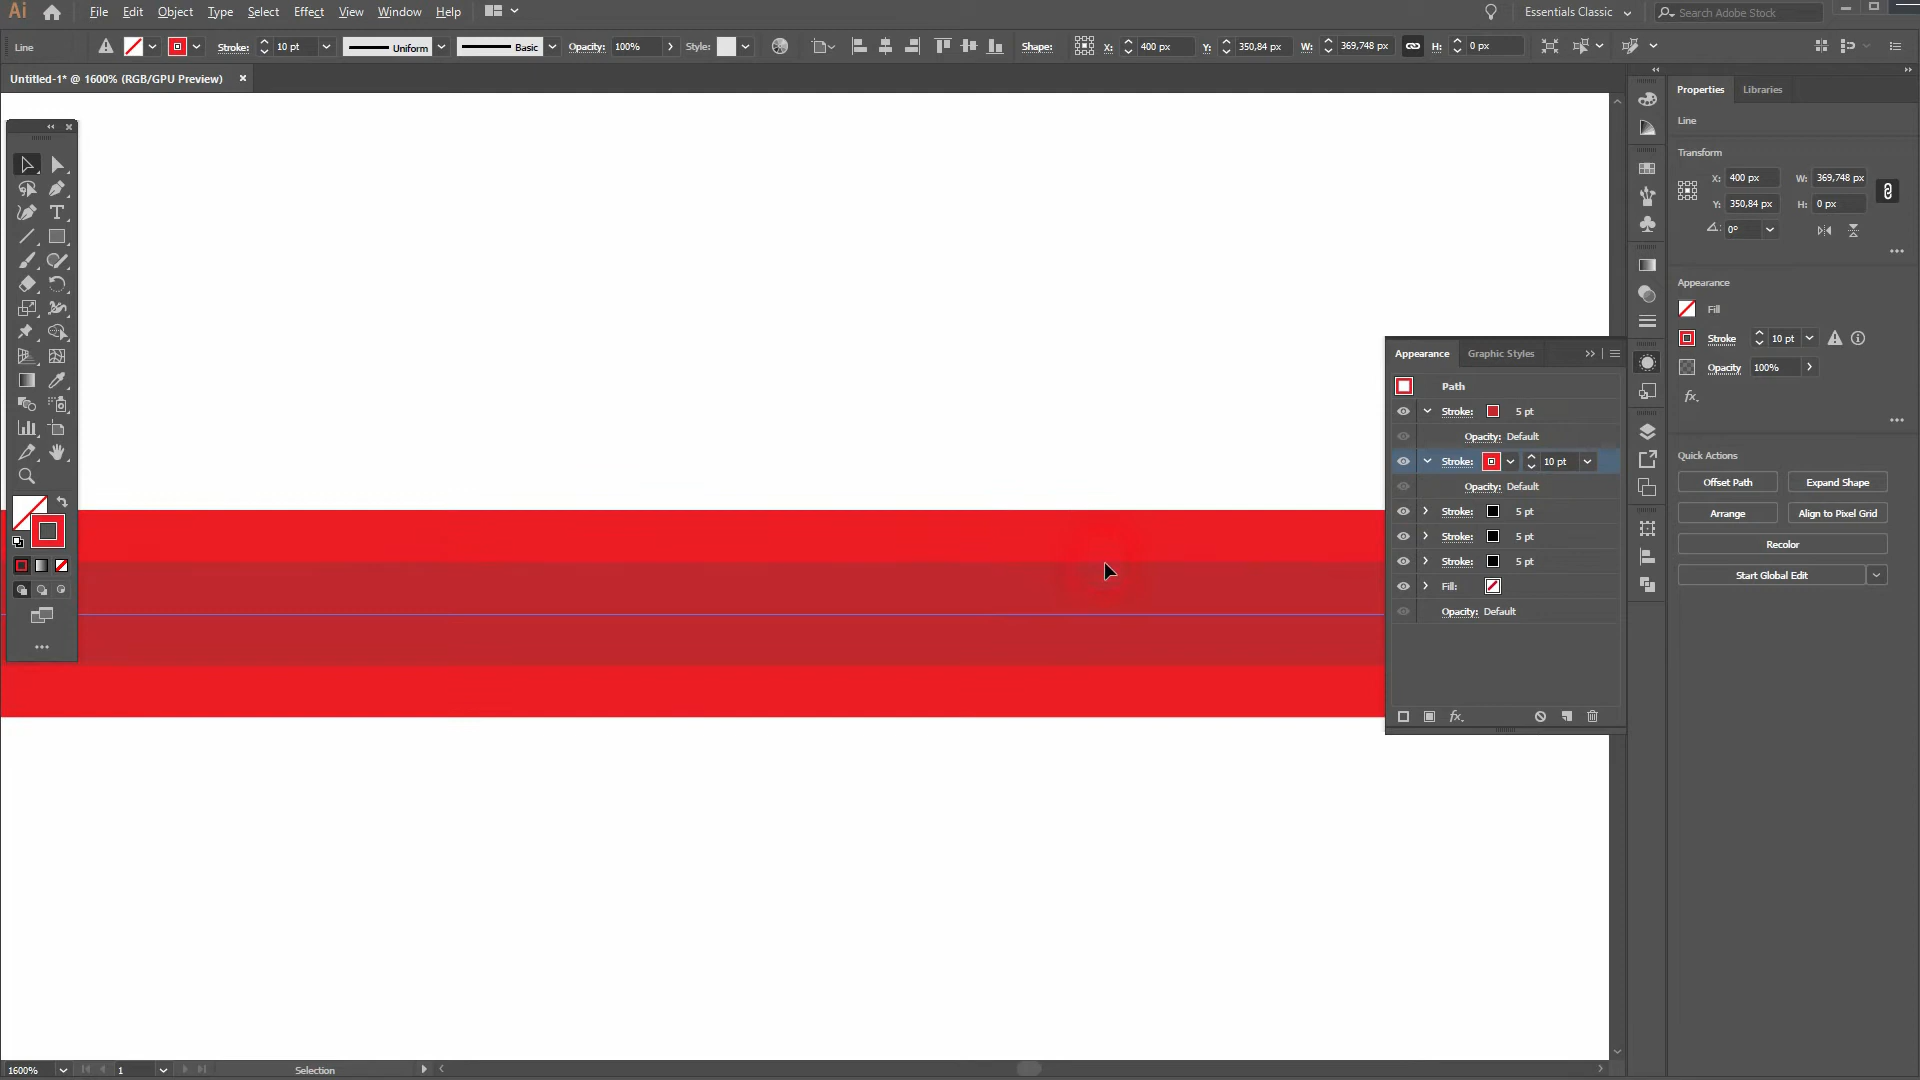 Ai File Edit Object Type Select Effect View Window Help Essentials Classic Search Adobe Stock
Line Stroke: 10 pt Uniform Basic Opacity: 100% Style: Shape: X: 400 px Y: 350,84 px W: 369,748 px H: 0 px
Untitled-1* @ 1600% (RGB/GPU Preview) ×
Properties Libraries
Line
Transform
X: 400 px W: 369,748 px
Y: 350,84 px H: 0 px
0°
Appearance
Fill
Stroke 10 pt
Opacity 100%
fx.
Quick Actions
Offset Path Expand Shape
Arrange Align to Pixel Grid
Recolor
Start Global Edit
Appearance Graphic Styles
Path
Stroke: 5 pt
Opacity: Default
Stroke: 10 pt
Opacity: Default
Stroke: 5 pt
Stroke: 5 pt
Stroke: 5 pt
Fill:
Opacity: Default
fx.
1600% 1 Selection